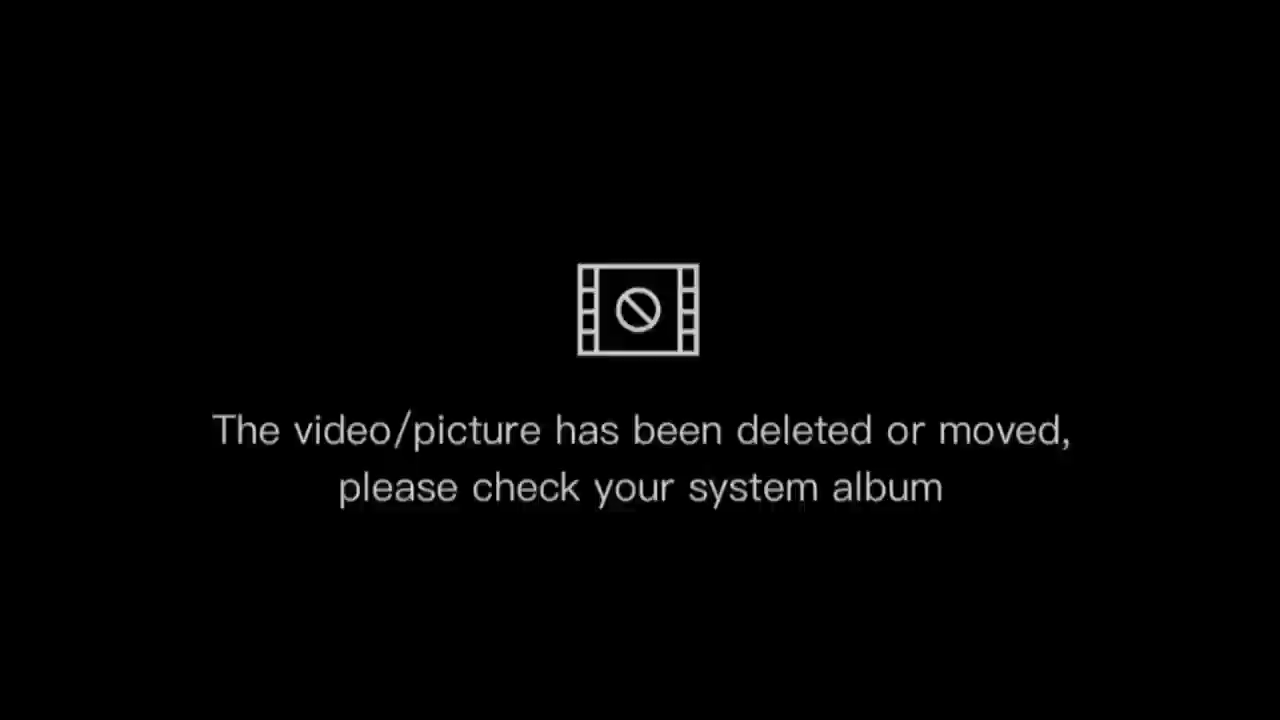 The video/picture has been deleted or moved,
please check your system album